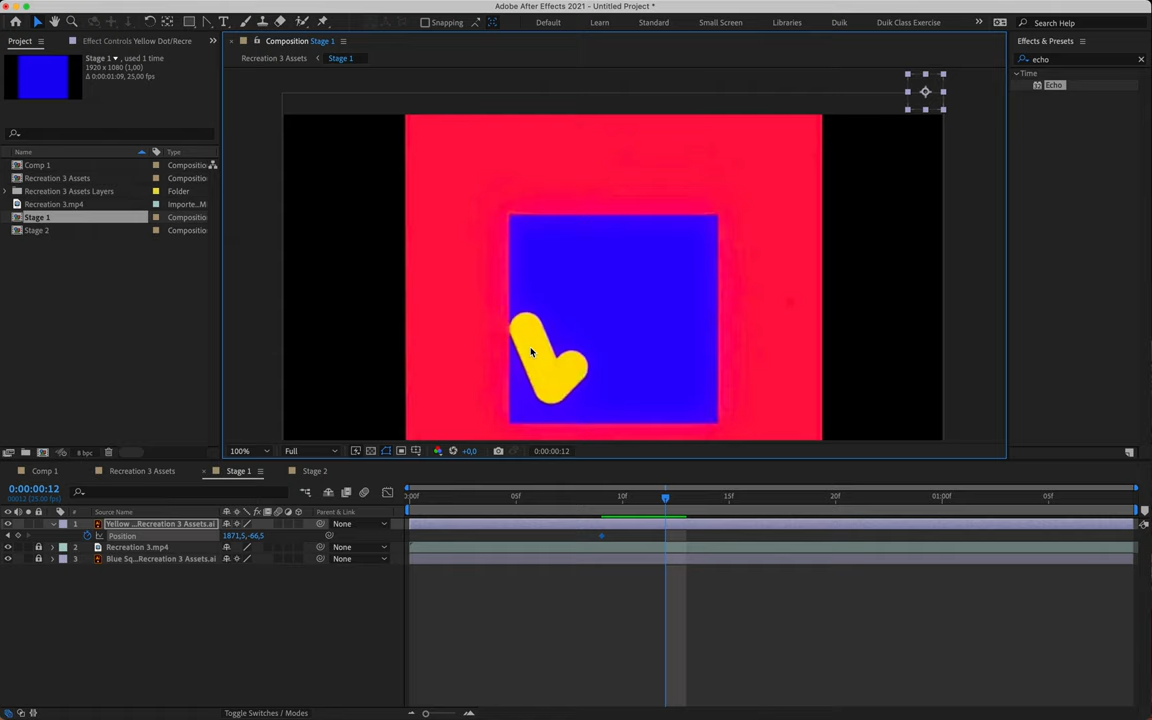 Adobe After Effects 2021 - Untitled Project *
Snapping
Default
Learn
Standard
Small Screen
Libraries
Duik
Duik Class Exercise
Search Help
Project
Effect Controls Yellow Dot/Recre
Composition Stage 1
Effects & Presets
Recreation 3 Assets
Stage 1
echo
Time
Echo
Stage 1 , used 1 time
1920 x 1080 (1,00)
Δ 0:00:01:09, 25,00 fps
Name
Type
Comp 1
Compositio
Recreation 3 Assets
Compositio
Recreation 3 Assets Layers
Folder
Recreation 3.mp4
Importe...M
Stage 1
Compositio
Stage 2
Compositio
8 bpc
100%
Full
+0,0
0:00:00:12
Comp 1
Recreation 3 Assets
Stage 1
Stage 2
0:00:00:12
00012 (25.00 fps)
:00f
05f
10f
15f
20f
01:00f
05f
#
Source Name
Parent & Link
1
Yellow ...Recreation 3 Assets.ai
None
Position
1871,5,-66,5
2
Recreation 3.mp4
None
3
Blue Sq...Recreation 3 Assets.ai
None
Toggle Switches / Modes